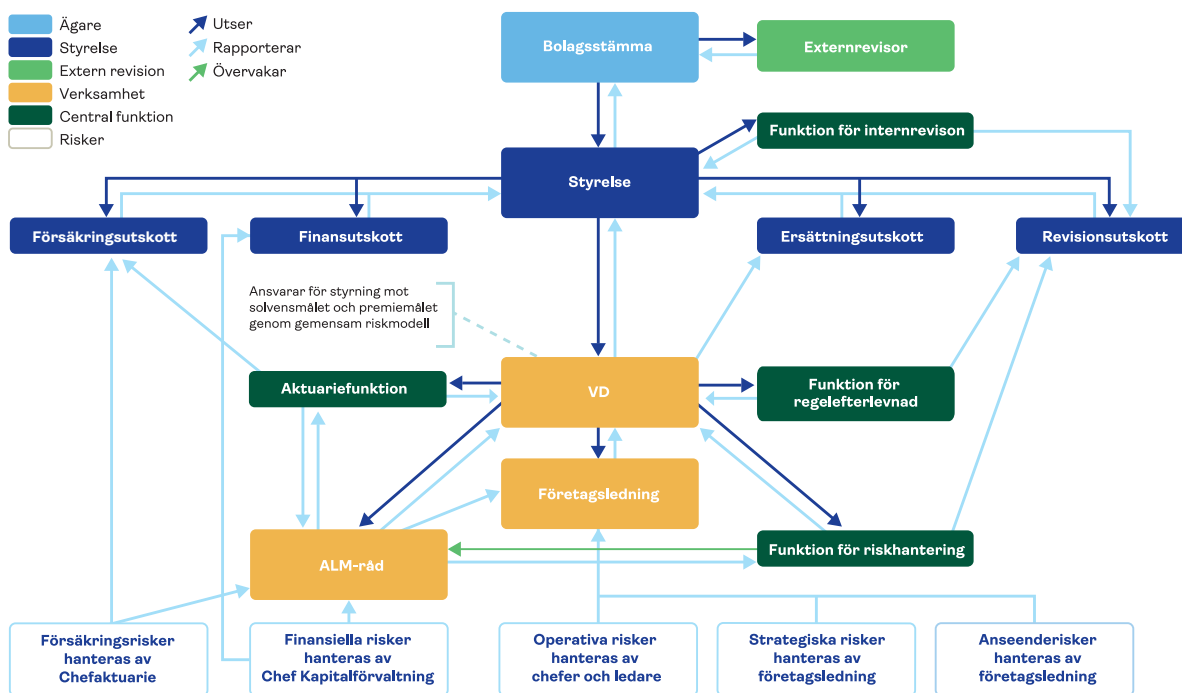 Ägare
Styrelse
Extern revision
Verksamhet
Central funktion
Risker
Utser
Rapporterar
Övervakar
Bolagsstämma
Externrevisor
Funktion för internrevison
Styrelse
Försäkringsutskott
Finansutskott
Ersättningsutskott
Revisionsutskott
Ansvarar för styrning mot
solvensmålet och premiemålet
genom gemensam riskmodell
Aktuariefunktion
VD
Funktion för
regelefterlevnad
Företagsledning
ALM-råd
Funktion för riskhantering
Försäkringsrisker
hanteras av
Chefaktuarie
Finansiella risker
hanteras av
Chef Kapitalförvaltning
Operativa risker
hanteras av
chefer och ledare
Strategiska risker
hanteras av
företagsledning
Anseenderisker
hanteras av
företagsledning